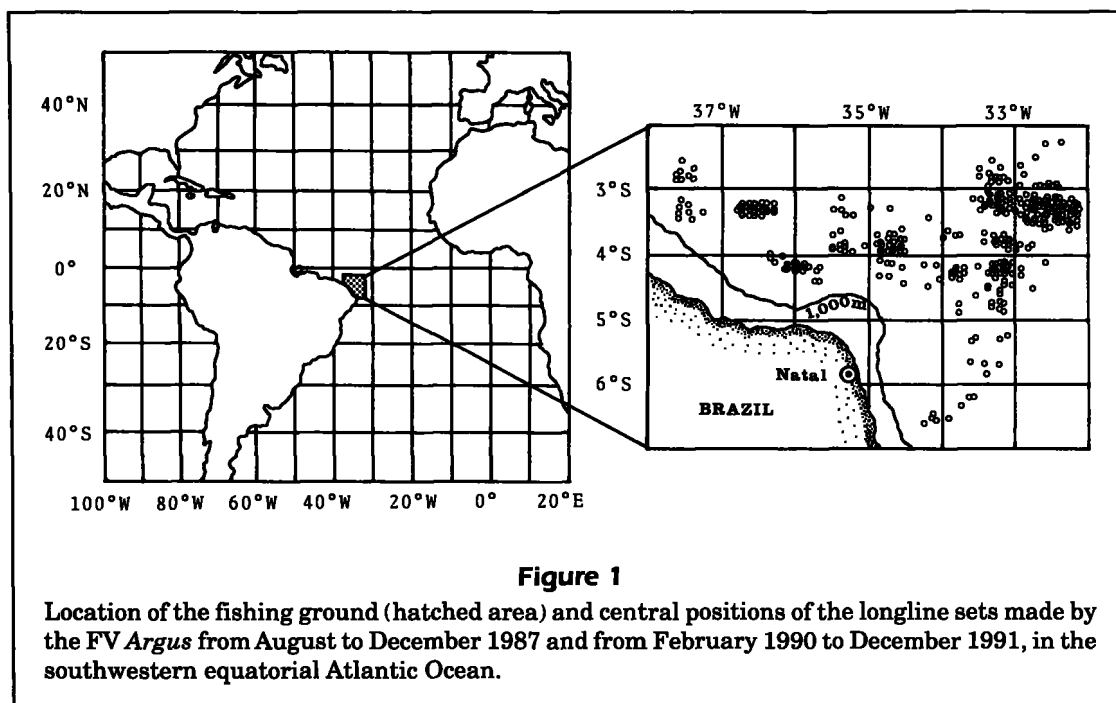 40°N
20°N
0°
20°S
40°S
100°W 80°W 60°W 40°W 20°W 0° 20°E
37°W 35°W 33°W
3°S
4°S
5°S
6°S
1,000m
Natal
BRAZIL
Figure 1
Location of the fishing ground (hatched area) and central positions of the longline sets made by
the FV Argus from August to December 1987 and from February 1990 to December 1991, in the
southwestern equatorial Atlantic Ocean.